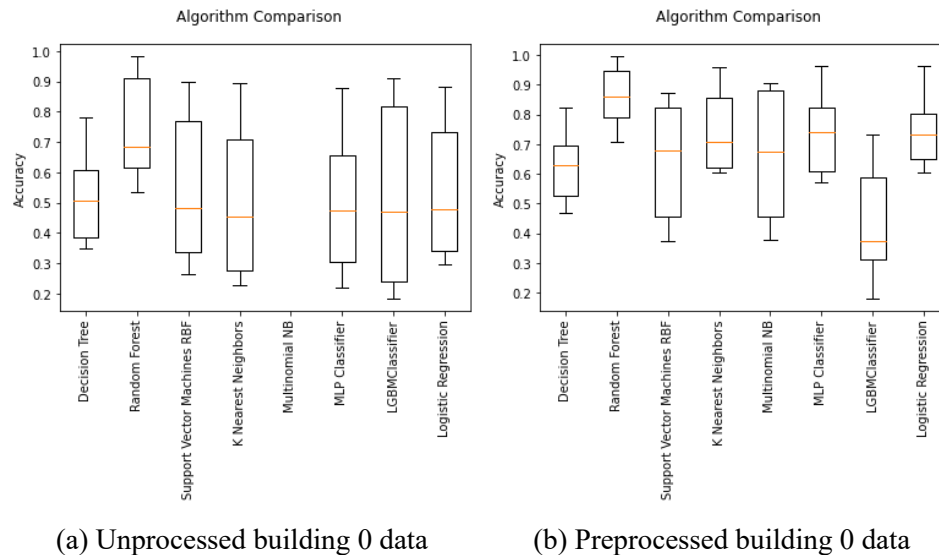 Algorithm Comparison
1.0
0.9
0.8
0.7
0.6
0.5
0.4
0.3
0.2
Accuracy
Decision Tree
Random Forest
Support Vector Machines RBF
K Nearest Neighbors
Multinomial NB
MLP Classifier
LGBMClassifier
Logistic Regression
(a) Unprocessed building 0 data
Algorithm Comparison
1.0
0.9
0.8
0.7
0.6
0.5
0.4
0.3
0.2
Accuracy
Decision Tree
Random Forest
Support Vector Machines RBF
K Nearest Neighbors
Multinomial NB
MLP Classifier
LGBMClassifier
Logistic Regression
(b) Preprocessed building 0 data